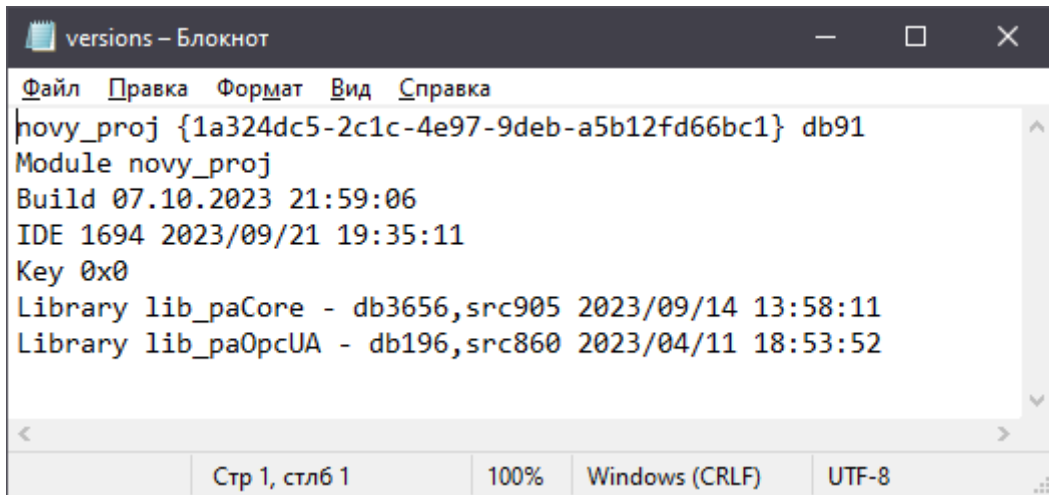 versions – Блокнот
Файл Правка Формат Вид Справка
novy_proj {1a324dc5-2c1c-4e97-9deb-a5b12fd66bc1} db91
Module novy_proj
Build 07.10.2023 21:59:06
IDE 1694 2023/09/21 19:35:11
Key 0x0
Library lib_paCore - db3656,src905 2023/09/14 13:58:11
Library lib_paOpcUA - db196,src860 2023/04/11 18:53:52
Стр 1, стлб 1 100% Windows (CRLF) UTF-8